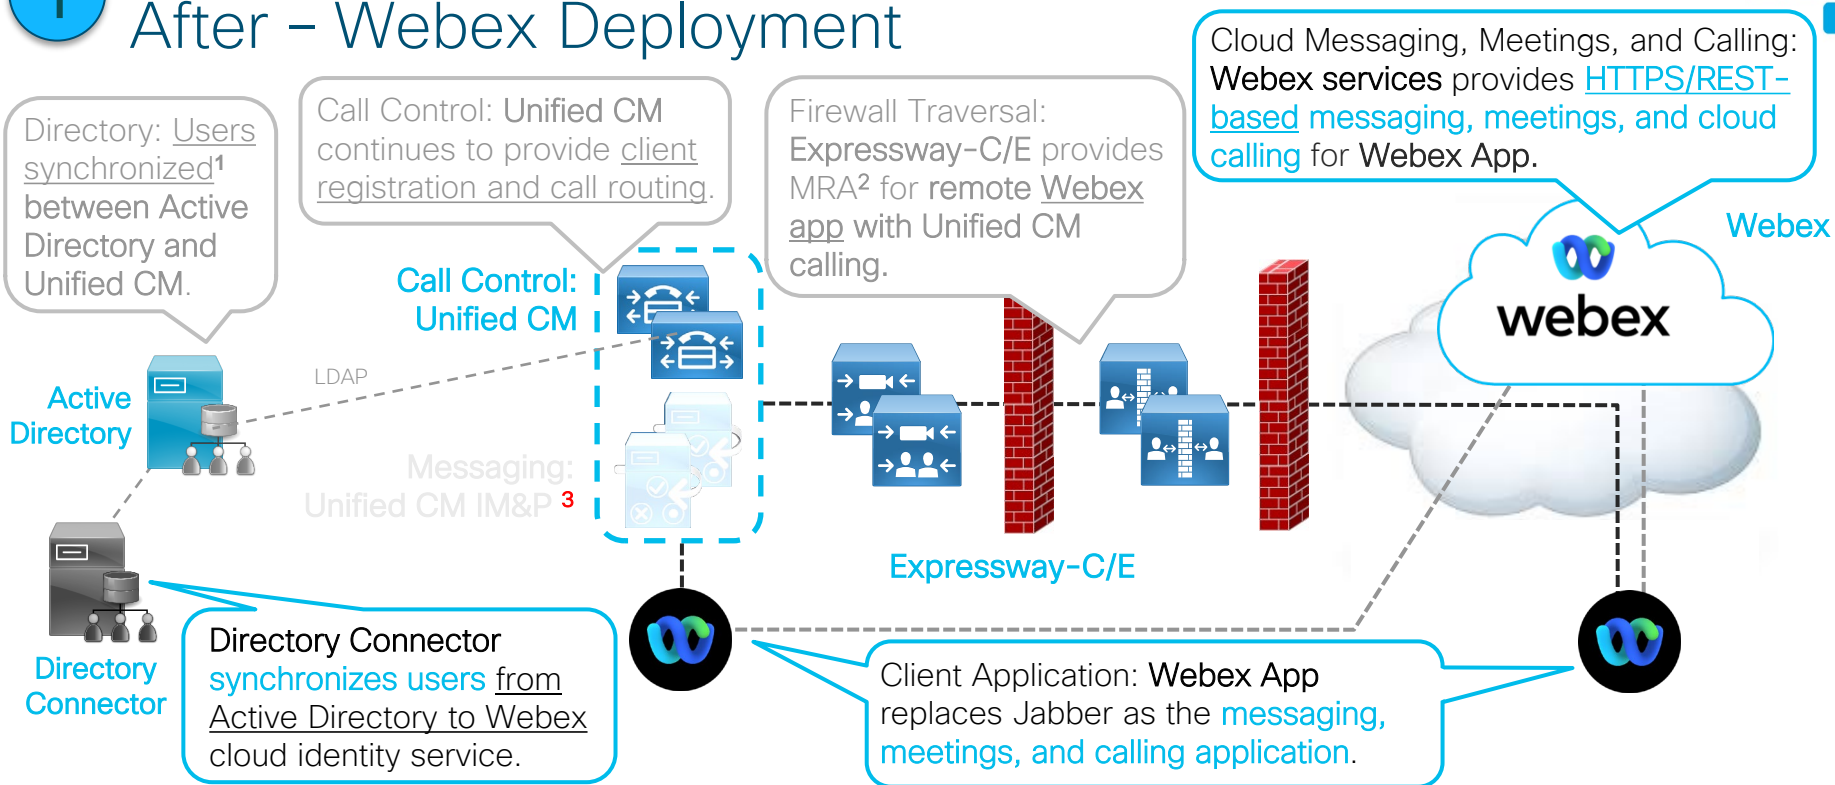 1
After – Webex Deployment
Cloud Messaging, Meetings, and Calling:
Webex services provides HTTPS/REST-
based messaging, meetings, and cloud
calling for Webex App.
Call Control: Unified CM
continues to provide client
registration and call routing.
Firewall Traversal:
Expressway-C/E provides
MRA² for remote Webex
app with Unified CM
calling.
Directory: Users
synchronized¹
between Active
Directory and
Unified CM.
Webex
webex
Call Control:
Unified CM
LDAP
Active
Directory
Messaging:
Unified CM IM&P 3
Expressway-C/E
Directory
Connector
Directory Connector
synchronizes users from
Active Directory to Webex
cloud identity service.
Client Application: Webex App
replaces Jabber as the messaging,
meetings, and calling application.